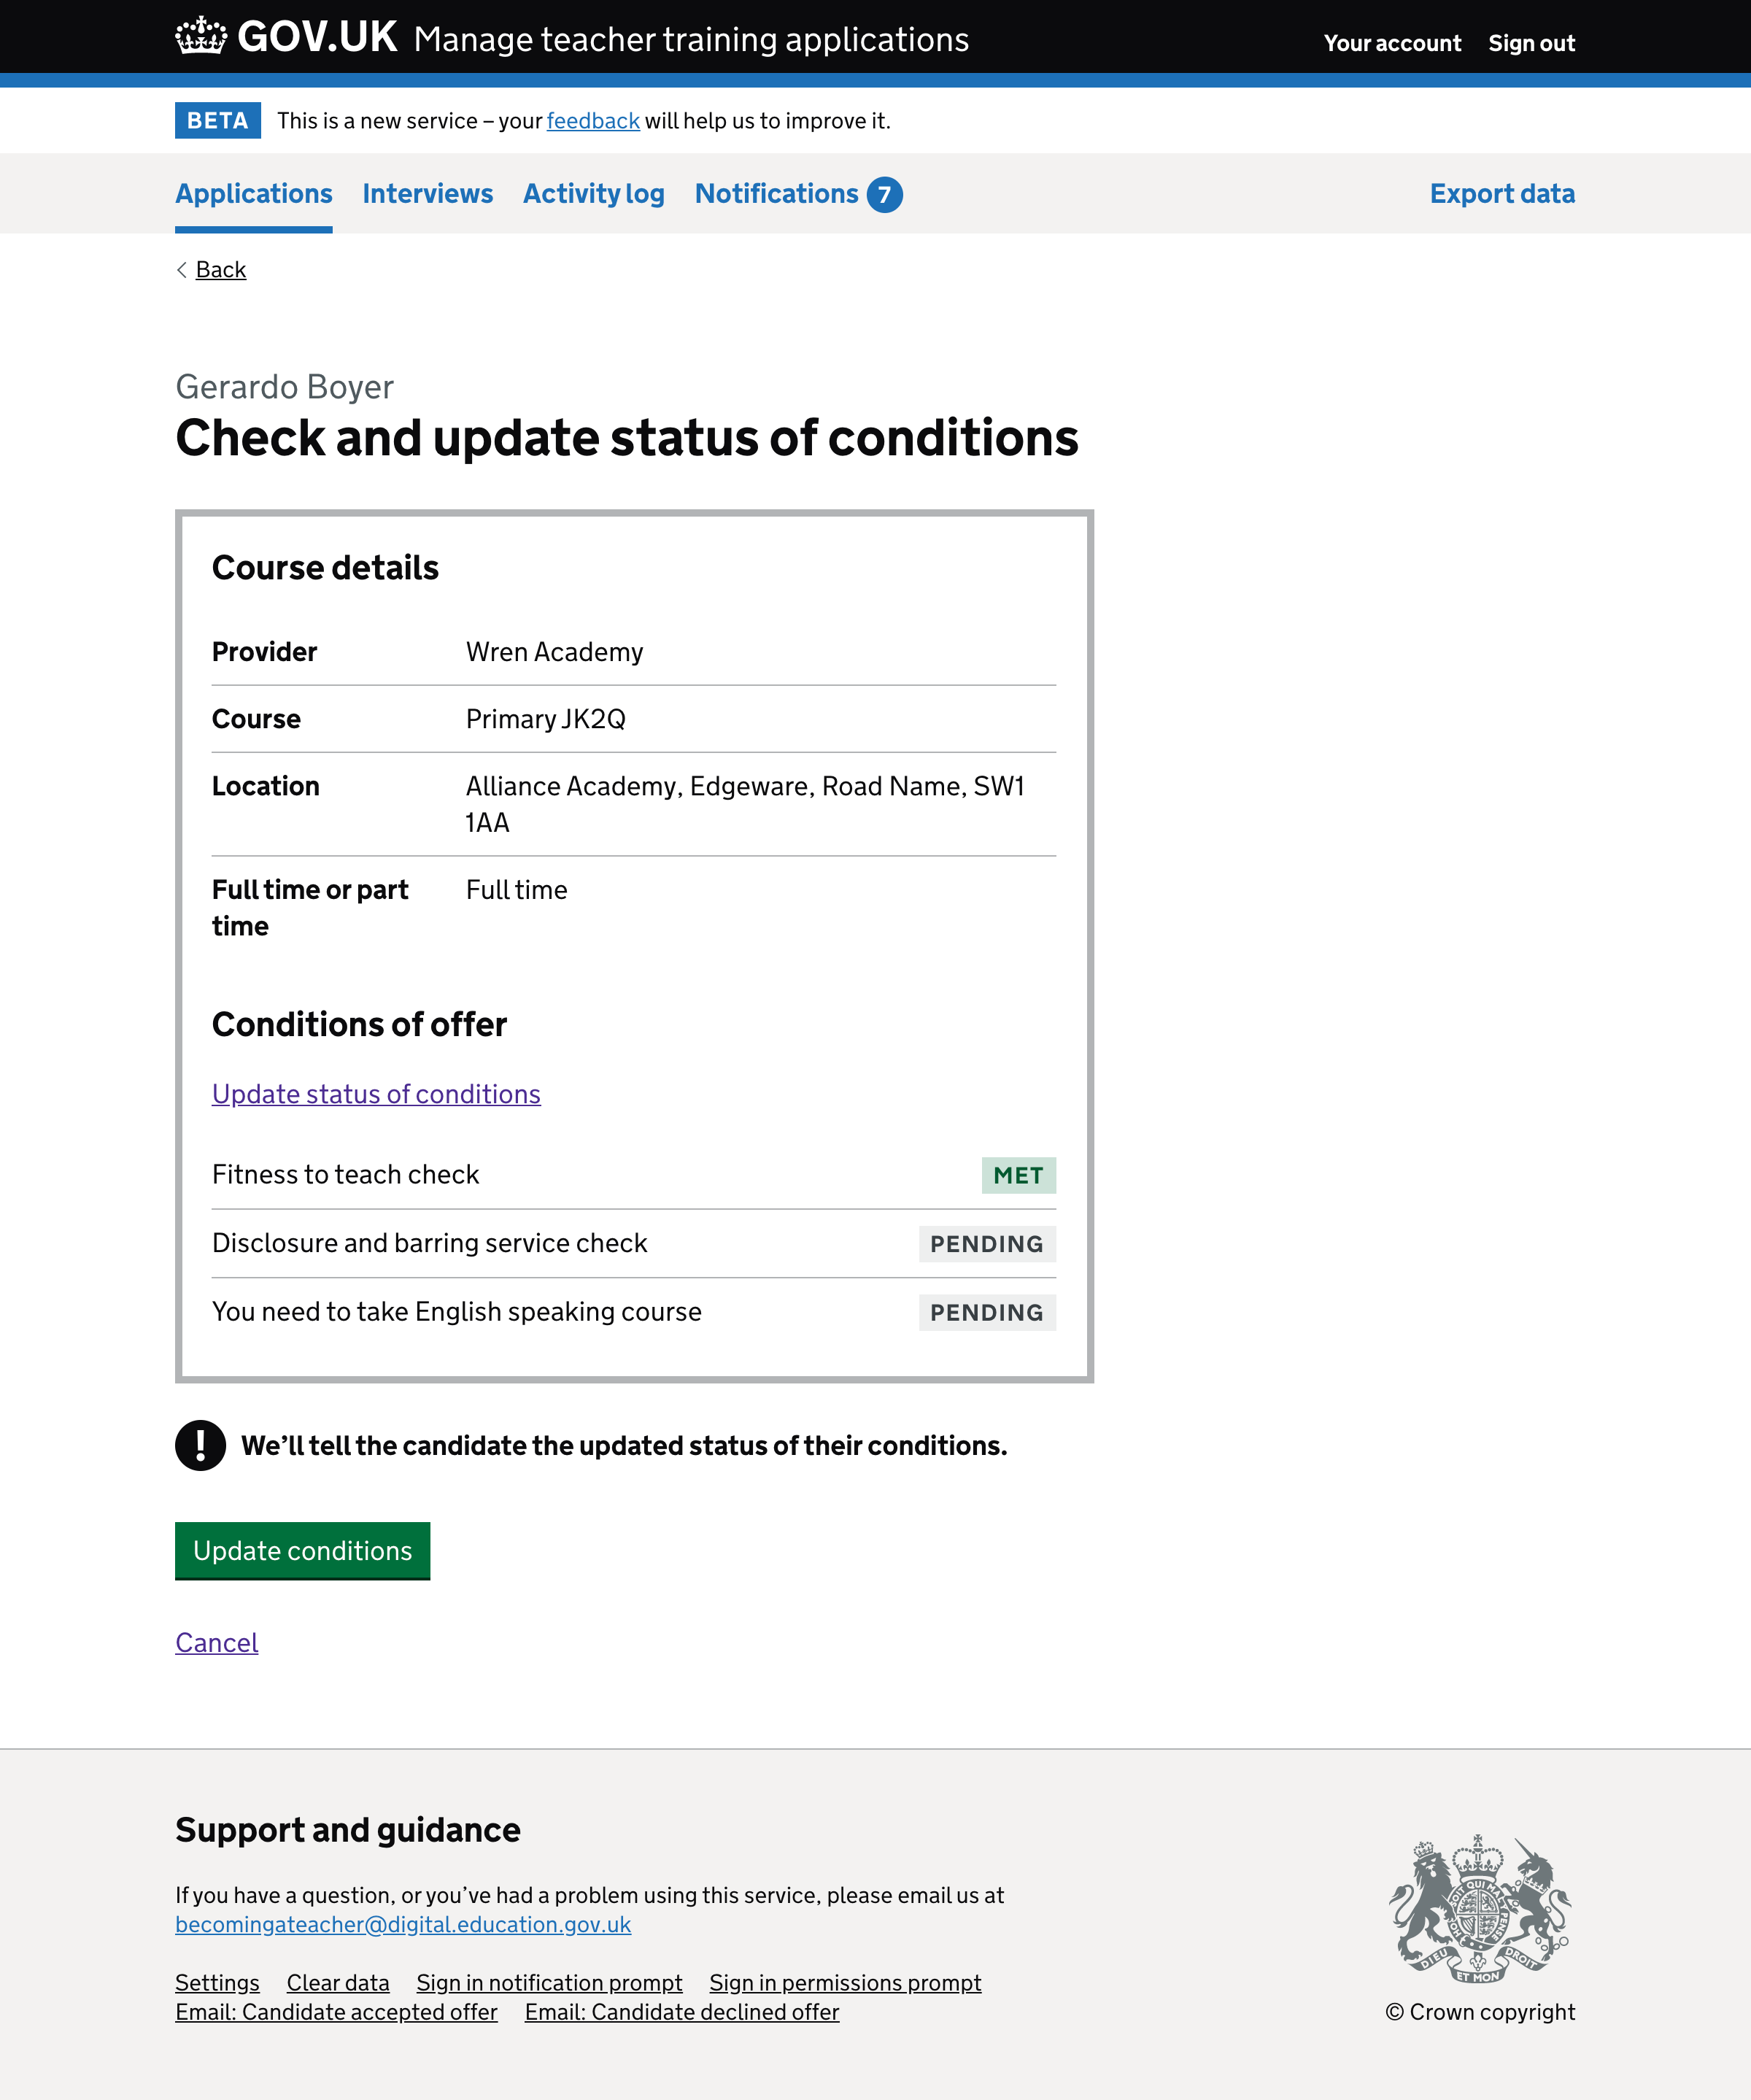 GOV.UK Manage teacher training applications
Your account Sign out
BETA This is a new service – your feedback will help us to improve it.
Applications Interviews Activity log Notifications 7 Export data
Back
Gerardo Boyer
Check and update status of conditions
Course details
Provider Wren Academy
Course Primary JK2Q
Location Alliance Academy, Edgeware, Road Name, SW1
1AA
Full time or part Full time
time
Conditions of offer
Update status of conditions
Fitness to teach check MET
Disclosure and barring service check PENDING
You need to take English speaking course PENDING
! We’ll tell the candidate the updated status of their conditions.
Update conditions
Cancel
Support and guidance
If you have a question, or you’ve had a problem using this service, please email us at
becomingateacher@digital.education.gov.uk
Settings Clear data Sign in notification prompt Sign in permissions prompt
Email: Candidate accepted offer Email: Candidate declined offer
DIEU ET MON DROIT
© Crown copyright